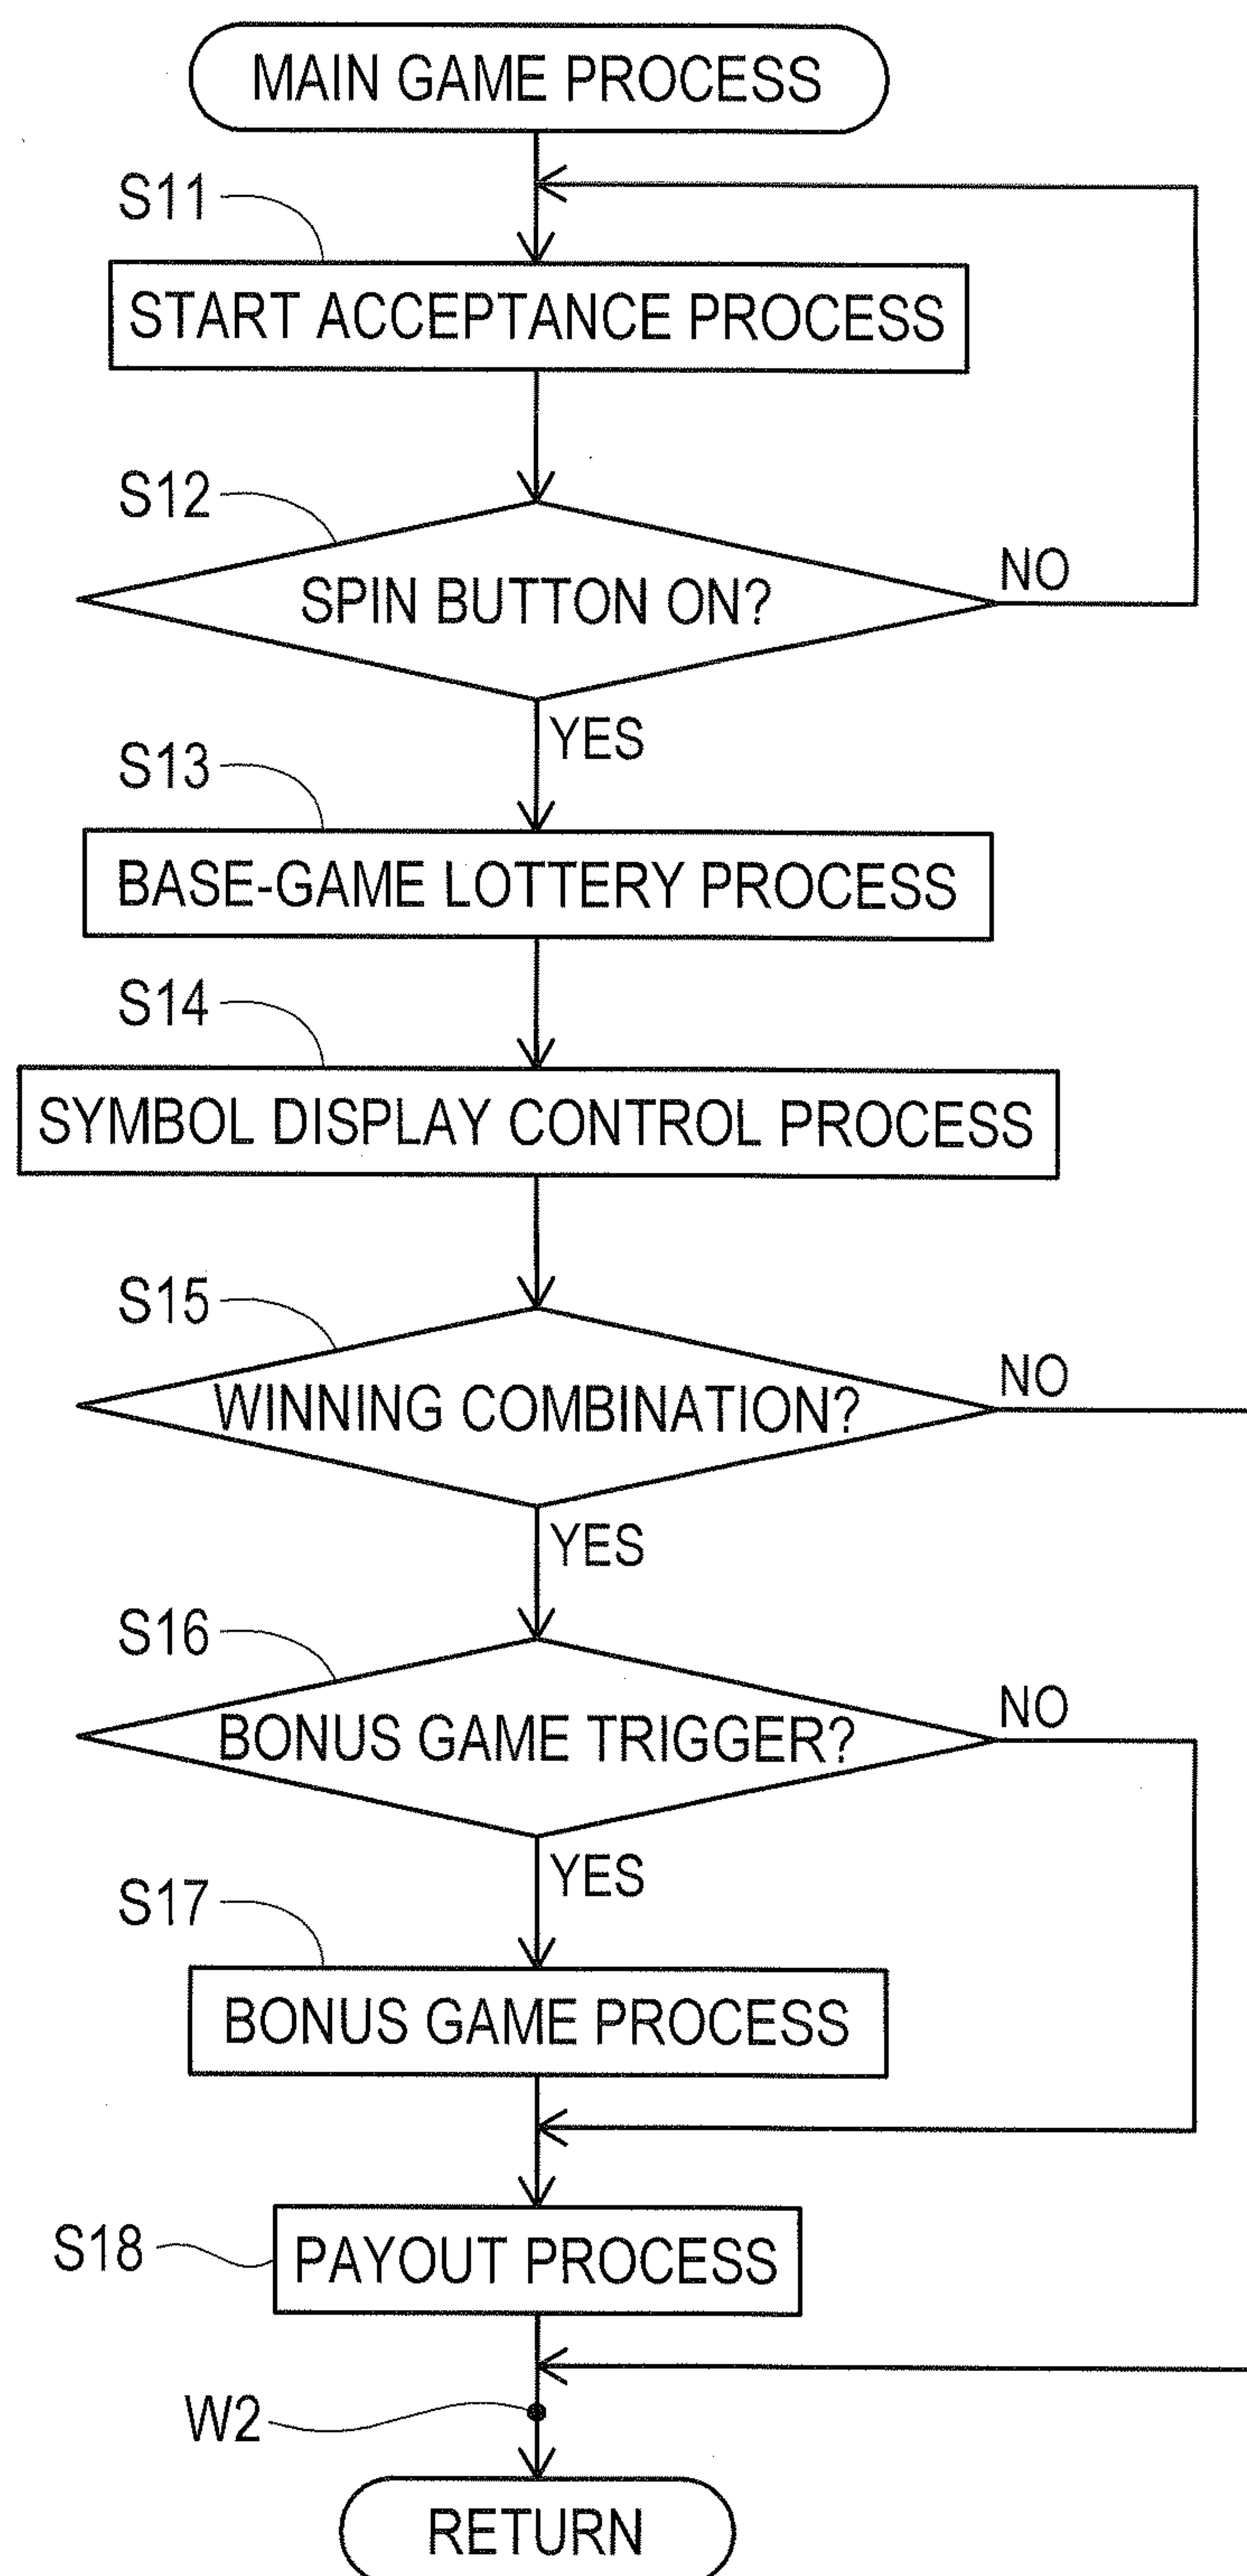 MAIN GAME PROCESS
S11
START ACCEPTANCE PROCESS
S12
SPIN BUTTON ON?
NO
YES
S13
BASE-GAME LOTTERY PROCESS
S14
SYMBOL DISPLAY CONTROL PROCESS
S15
WINNING COMBINATION?
NO
YES
S16
BONUS GAME TRIGGER?
NO
YES
S17
BONUS GAME PROCESS
S18
PAYOUT PROCESS
W2
RETURN